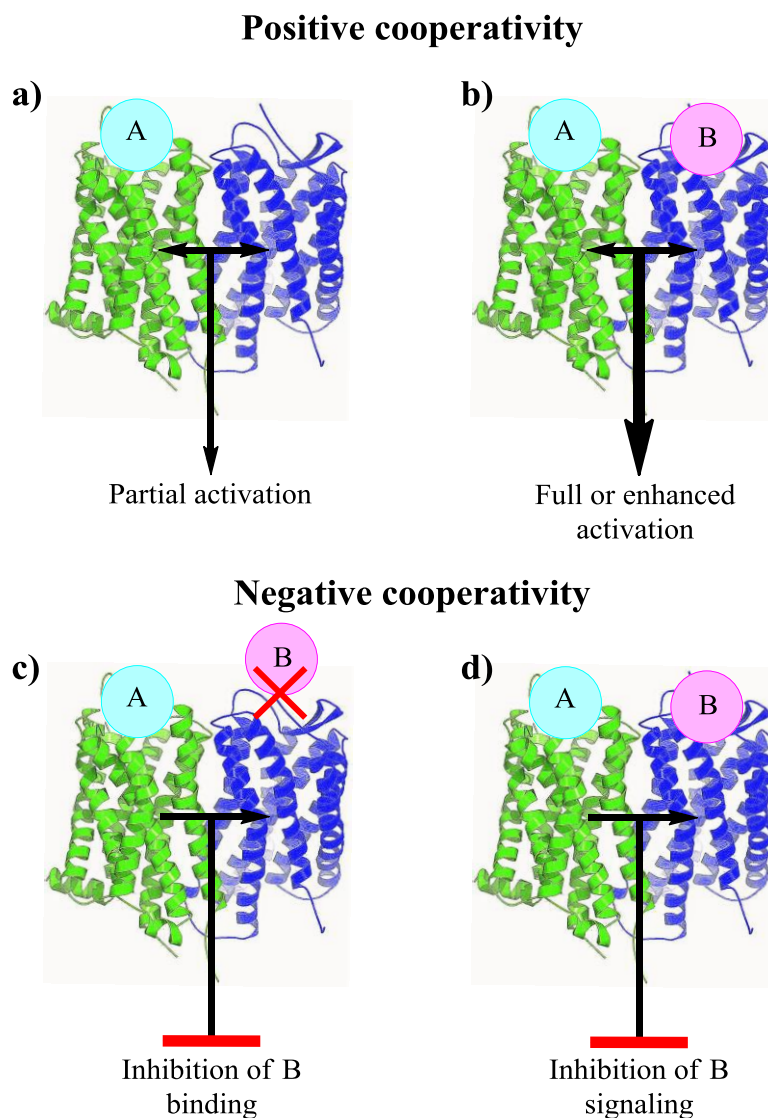 Positive cooperativity
a)
b)
A
A
B
Partial activation
Full or enhanced
activation
Negative cooperativity
c)
B
d)
A
A
B
Inhibition of B
binding
Inhibition of B
signaling